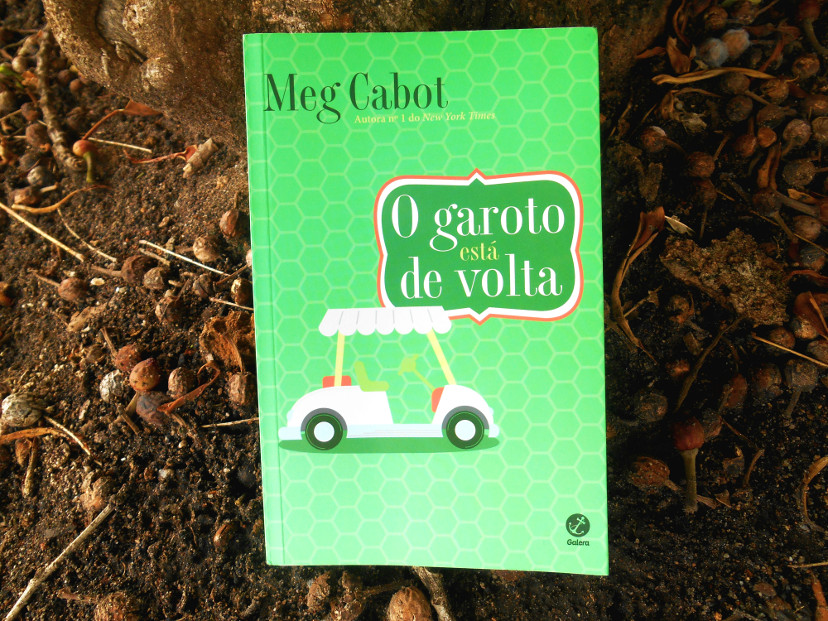 Meg Cabot
Autora nº 1 do New York Times
O garoto
está
de volta
Galera